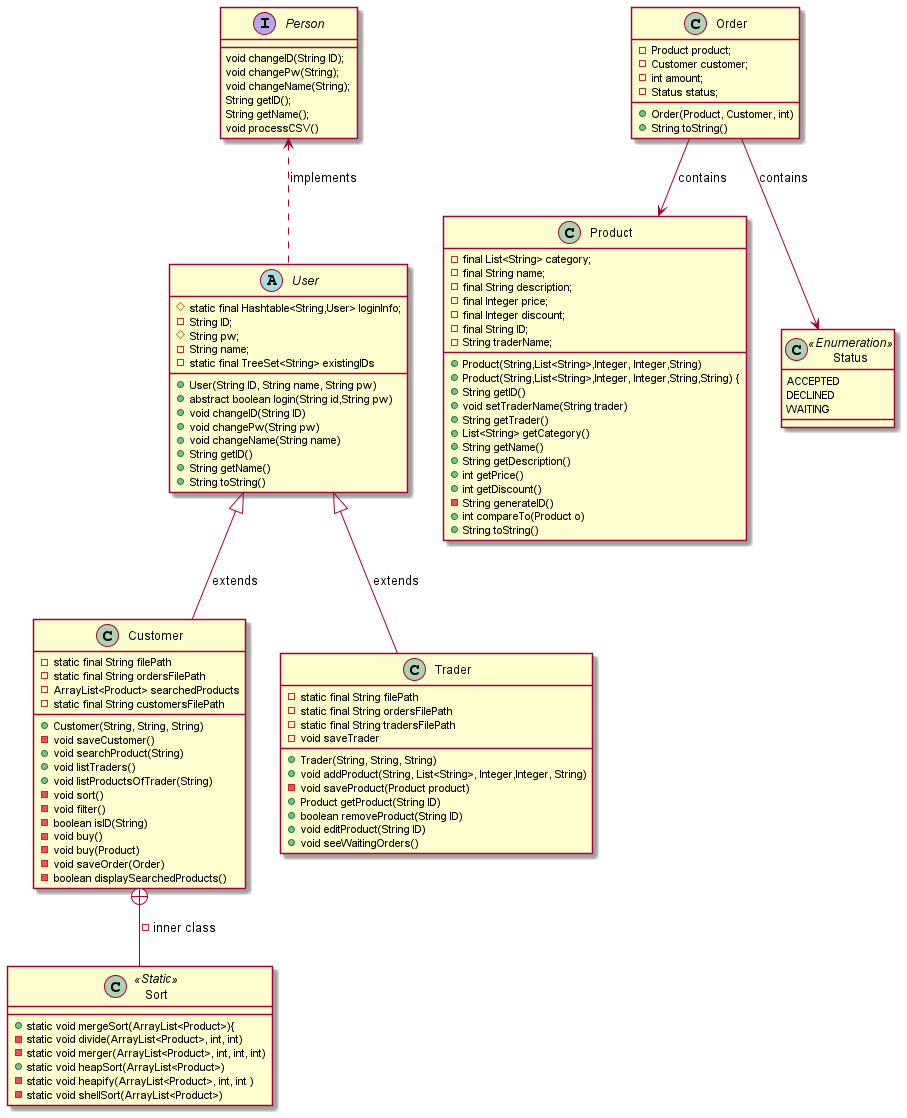 I Person
void changeID(String ID);
void changePw(String);
void changeName(String);
String getID();
String getName();
void processCSV()
C Order
Product product;
Customer customer;
int amount;
Status status;
Order(Product, Customer, int)
String toString()
implements
contains
contains
A User
static final Hashtable<String,User> loginInfo;
String ID;
String pw;
String name;
static final TreeSet<String> existingIDs
User(String ID, String name, String pw)
abstract boolean login(String id,String pw)
void changeID(String ID)
void changePw(String pw)
void changeName(String name)
String getID()
String getName()
String toString()
C Product
final List<String> category;
final String name;
final String description;
final Integer price;
final Integer discount;
final String ID;
String traderName;
Product(String,List<String>,Integer, Integer,String)
Product(String,List<String>,Integer, Integer,String,String) {
String getID()
void setTraderName(String trader)
String getTrader()
List<String> getCategory()
String getName()
String getDescription()
int getPrice()
int getDiscount()
String generateID()
int compareTo(Product o)
String toString()
C «Enumeration»
Status
ACCEPTED
DECLINED
WAITING
extends
extends
C Customer
static final String filePath
static final String ordersFilePath
ArrayList<Product> searchedProducts
static final String customersFilePath
Customer(String, String, String)
void saveCustomer()
void searchProduct(String)
void listTraders()
void listProductsOfTrader(String)
void sort()
void filter()
boolean isID(String)
void buy()
void buy(Product)
void saveOrder(Order)
boolean displaySearchedProducts()
C Trader
static final String filePath
static final String ordersFilePath
static final String tradersFilePath
void saveTrader
Trader(String, String, String)
void addProduct(String, List<String>, Integer,Integer, String)
void saveProduct(Product product)
Product getProduct(String ID)
boolean removeProduct(String ID)
void editProduct(String ID)
void seeWaitingOrders()
inner class
C «Static»
Sort
static void mergeSort(ArrayList<Product>){
static void divide(ArrayList<Product>, int, int)
static void merger(ArrayList<Product>, int, int, int)
static void heapSort(ArrayList<Product>)
static void heapify(ArrayList<Product>, int, int )
static void shellSort(ArrayList<Product>)